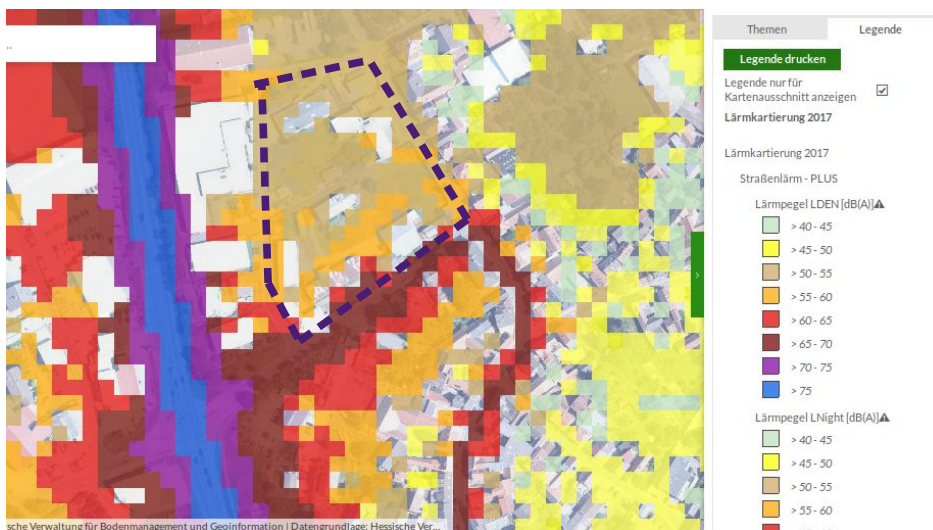 ...
Themen
Legende
Legende drucken
Legende nur für
Kartenausschnitt anzeigen
Lärmkartierung 2017
Lärmkartierung 2017
Straßenlärm - PLUS
Lärmpegel LDEN [dB(A)]
> 40 - 45
> 45 - 50
> 50 - 55
> 55 - 60
> 60 - 65
> 65 - 70
> 70 - 75
> 75
Lärmpegel LNight [dB(A)]
> 40 - 45
> 45 - 50
> 50 - 55
> 55 - 60
sche Verwaltung für Bodenmanagement und Geoinformation | Datengrundlage: Hessische Ver...